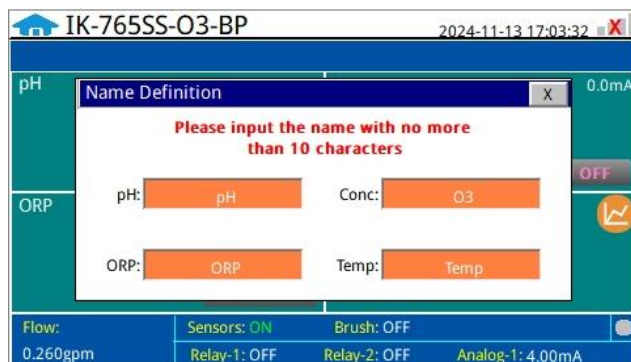 IK-765SS-O3-BP
2024-11-13 17:03:32
X
pH
0.0mA
Name Definition
X
Please input the name with no more
than 10 characters
OFF
pH: pH
Conc: O3
ORP
ORP: ORP
Temp: Temp
Flow:
Sensors: ON
Brush: OFF
0.260gpm
Relay-1: OFF
Relay-2: OFF
Analog-1: 4.00mA